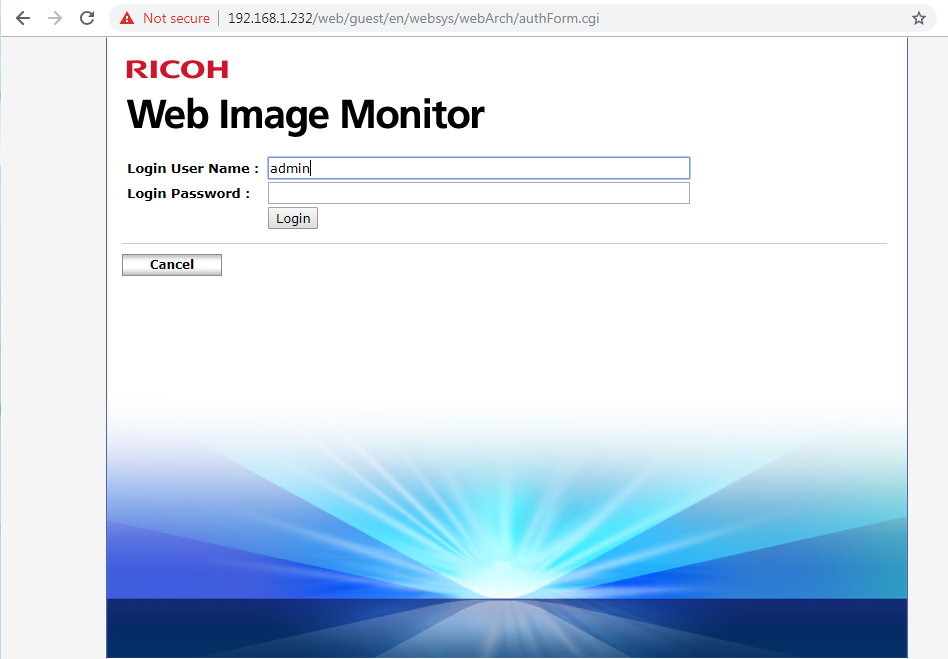 Not secure 192.168.1.232/web/guest/en/websys/webArch/authForm.cgi
RICOH
Web Image Monitor
Login User Name : admin
Login Password :
Login
Cancel